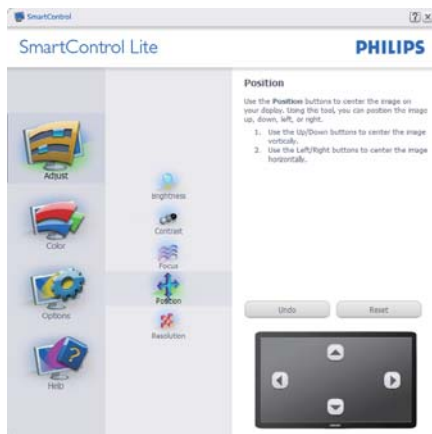 SmartControl
SmartControl Lite
PHILIPS
Adjust
Color
Options
Help
Brightness
Contrast
Focus
Position
Resolution
Position
Use the Position buttons to center the image on
your display. Using this tool, you can position the image
up, down, left, or right.
1. Use the Up/Down buttons to center the image
vertically.
2. Use the Left/Right buttons to center the image
horizontally.
Undo
Reset